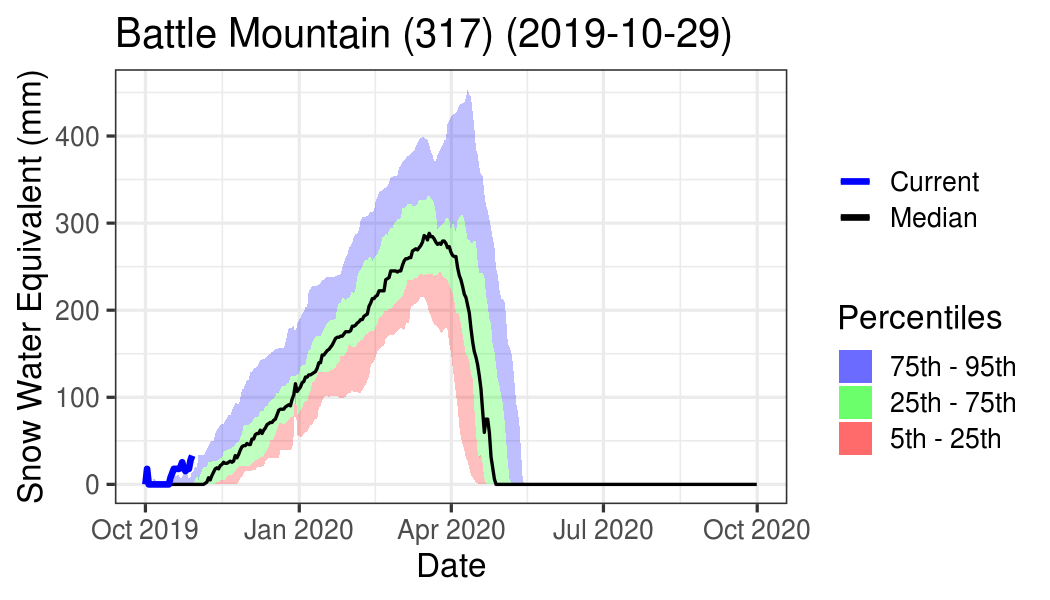 Battle Mountain (317) (2019-10-29)
Snow Water Equivalent (mm)
400
300
200
100
0
Oct 2019 Jan 2020 Apr 2020 Jul 2020 Oct 2020
Date
Current
Median
Percentiles
75th - 95th
25th - 75th
5th - 25th